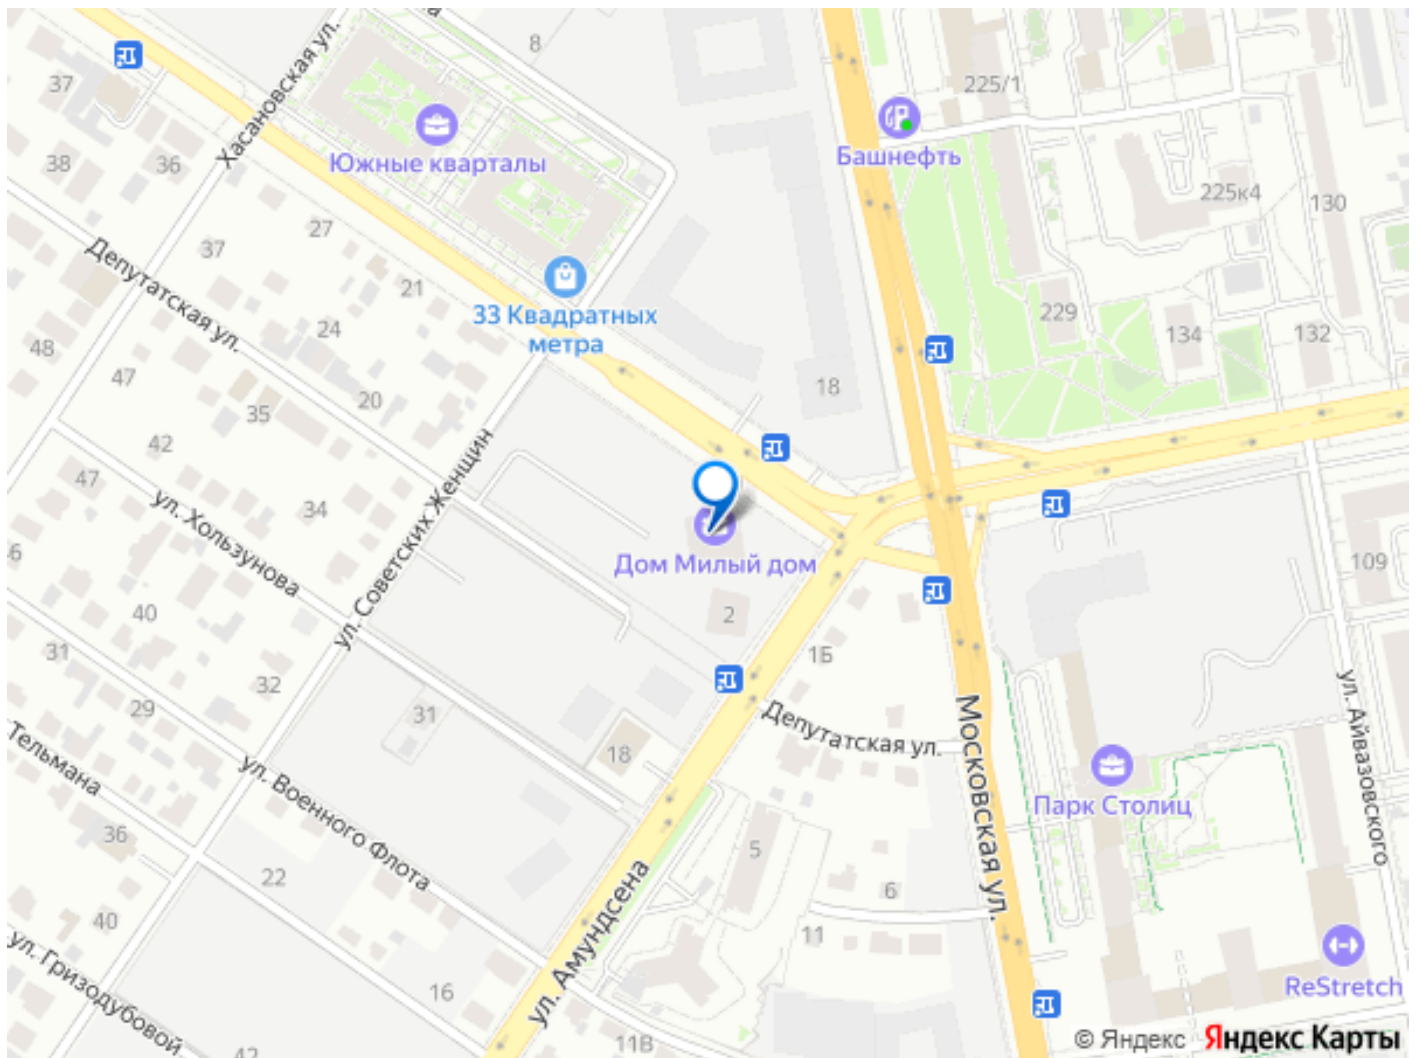 8
37
Хасановская ул.
225/1
Башнефть
Южные кварталы
38
36
225к4
130
27
37
Депутатская ул.
21
33 Квадратных
метра
24
229
134
132
48
47
20
18
35
42
47
ул. Хользунова
34
ул. Советских Женщин
Дом Милый дом
109
40
2
31
1Б
32
29
31
Депутатская ул.
Московская ул.
ул. Айвазовского
18
Тельмана
ул. Военного Флота
Парк Столиц
36
5
22
6
40
11
ул. Амундсена
ул. Гризодубовой
16
ReStretch
11В
42
© Яндекс Яндекс Карты